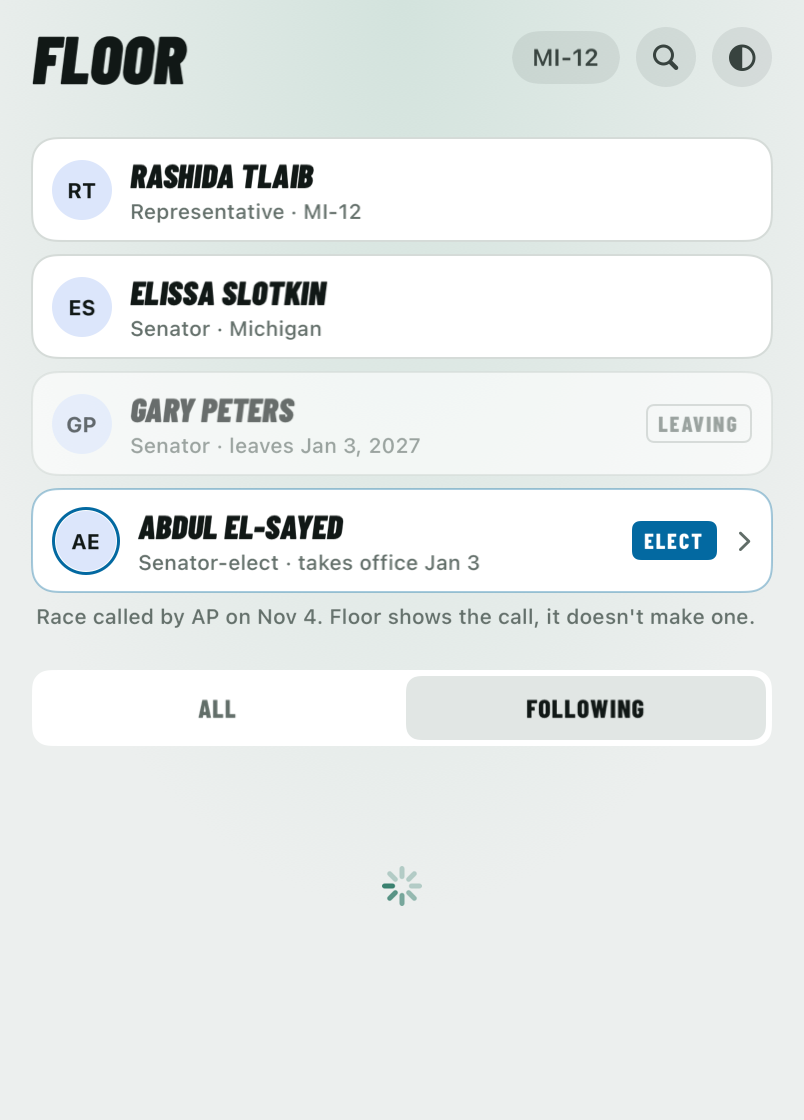 FLOOR
MI-12
RT
RASHIDA TLAIB
Representative · MI-12
ES
ELISSA SLOTKIN
Senator · Michigan
GP
GARY PETERS
Senator · leaves Jan 3, 2027
LEAVING
AE
ABDUL EL-SAYED
Senator-elect · takes office Jan 3
ELECT
Race called by AP on Nov 4. Floor shows the call, it doesn't make one.
ALL
FOLLOWING